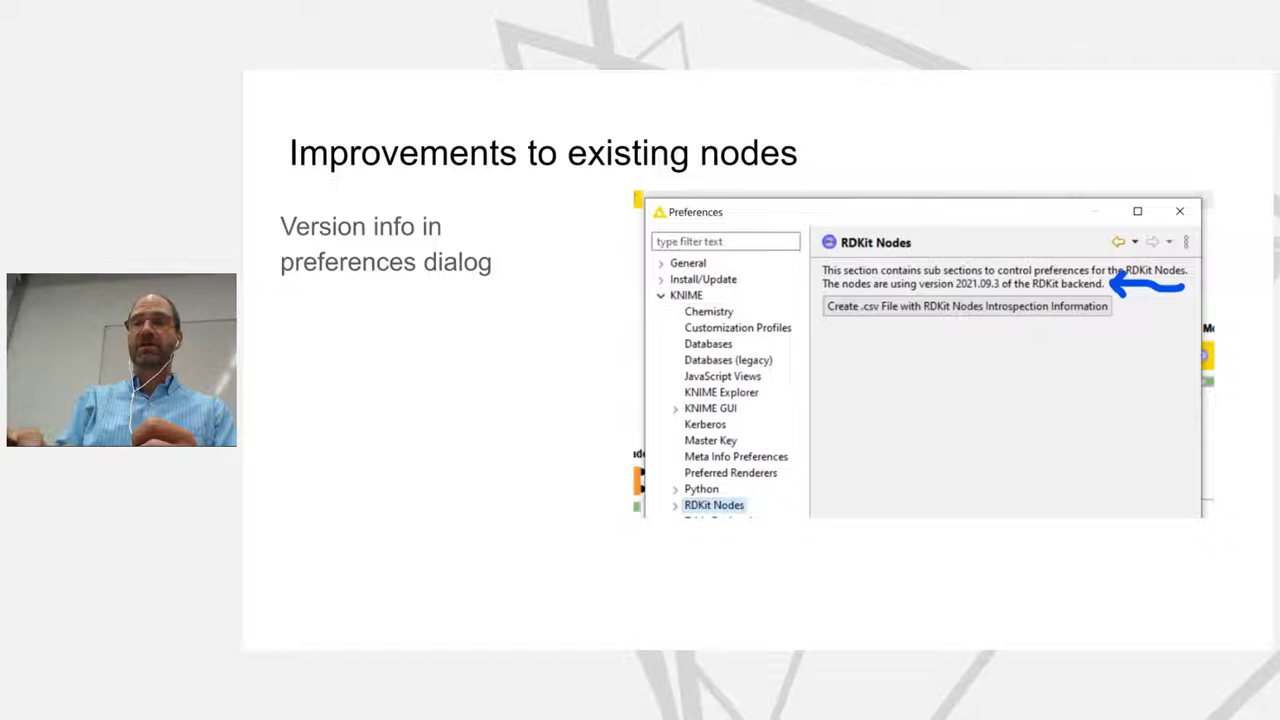 Improvements to existing nodes
Version info in
preferences dialog
Preferences
type filter text
General
Install/Update
KNIME
Chemistry
Customization Profiles
Databases
Databases (legacy)
JavaScript Views
KNIME Explorer
KNIME GUI
Kerberos
Master Key
Meta Info Preferences
Preferred Renderers
Python
RDKit Nodes
RDKit Nodes
This section contains sub sections to control preferences for the RDKit Nodes.
The nodes are using version 2021.09.3 of the RDKit backend.
Create .csv File with RDKit Nodes Introspection Information